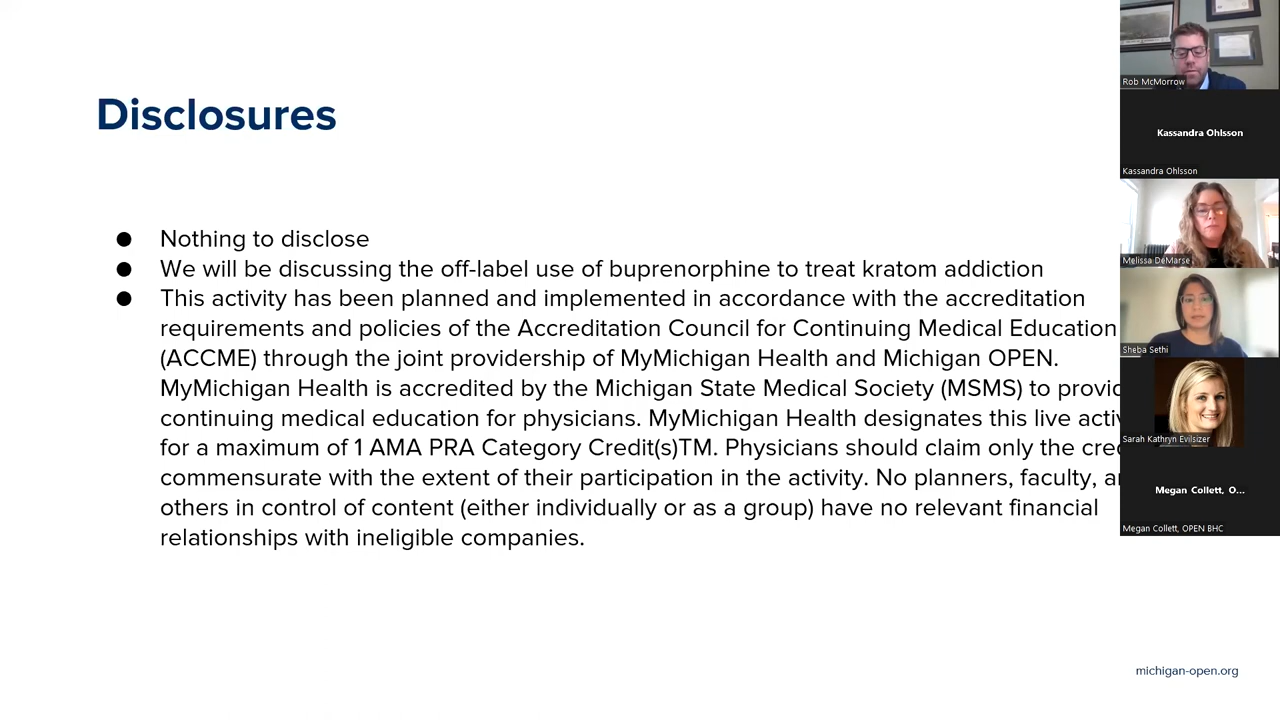 Disclosures
● Nothing to disclose
● We will be discussing the off-label use of buprenorphine to treat kratom addiction
● This activity has been planned and implemented in accordance with the accreditation
requirements and policies of the Accreditation Council for Continuing Medical Education
(ACCME) through the joint providership of MyMichigan Health and Michigan OPEN.
MyMichigan Health is accredited by the Michigan State Medical Society (MSMS) to
continuing medical education for physicians. MyMichigan Health designates this live
for a maximum of 1 AMA PRA Category Credit(s)TM. Physicians should claim only the
commensurate with the extent of their participation in the activity. No planners, faculty,
others in control of content (either individually or as a group) have no relevant financial
relationships with ineligible companies.
michigan-open.org
Rob McMorrow
Kassandra Ohlsson
Kassandra Ohlsson
Melissa DeMarse
Sheba Sethi
Sarah Kathryn Evilsizer
Megan Collett, O...
Megan Collett, OPEN BHC